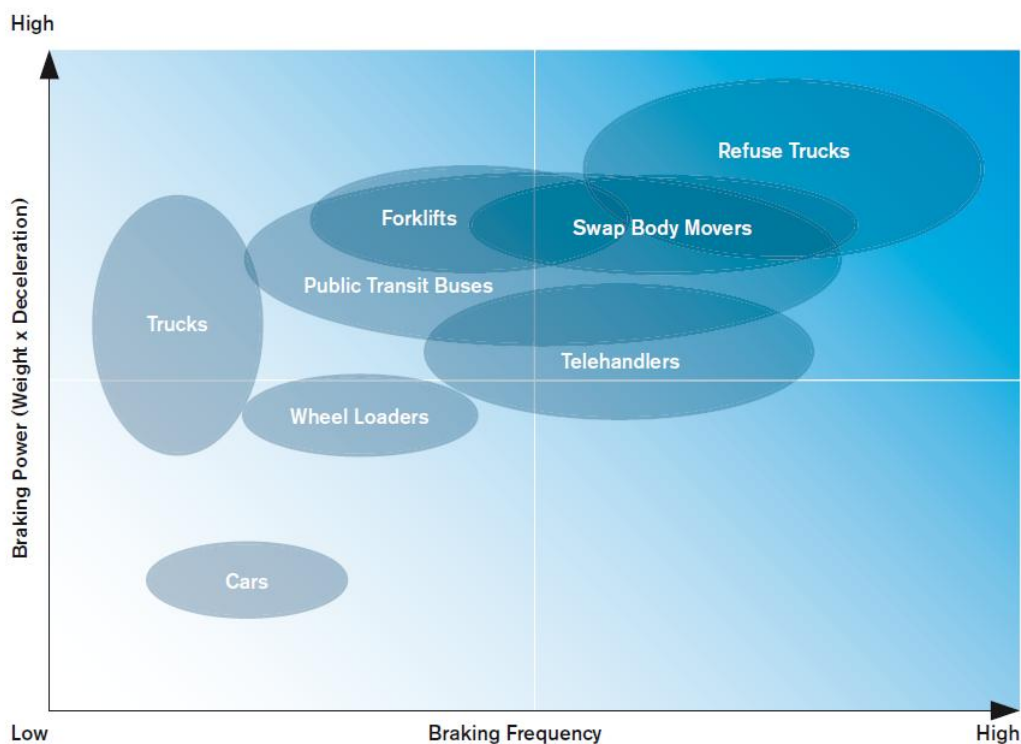 High
Refuse Trucks
Forklifts
Swap Body Movers
Public Transit Buses
Trucks
Telehandlers
Wheel Loaders
Cars
Braking Power (Weight x Deceleration)
Low
Braking Frequency
High